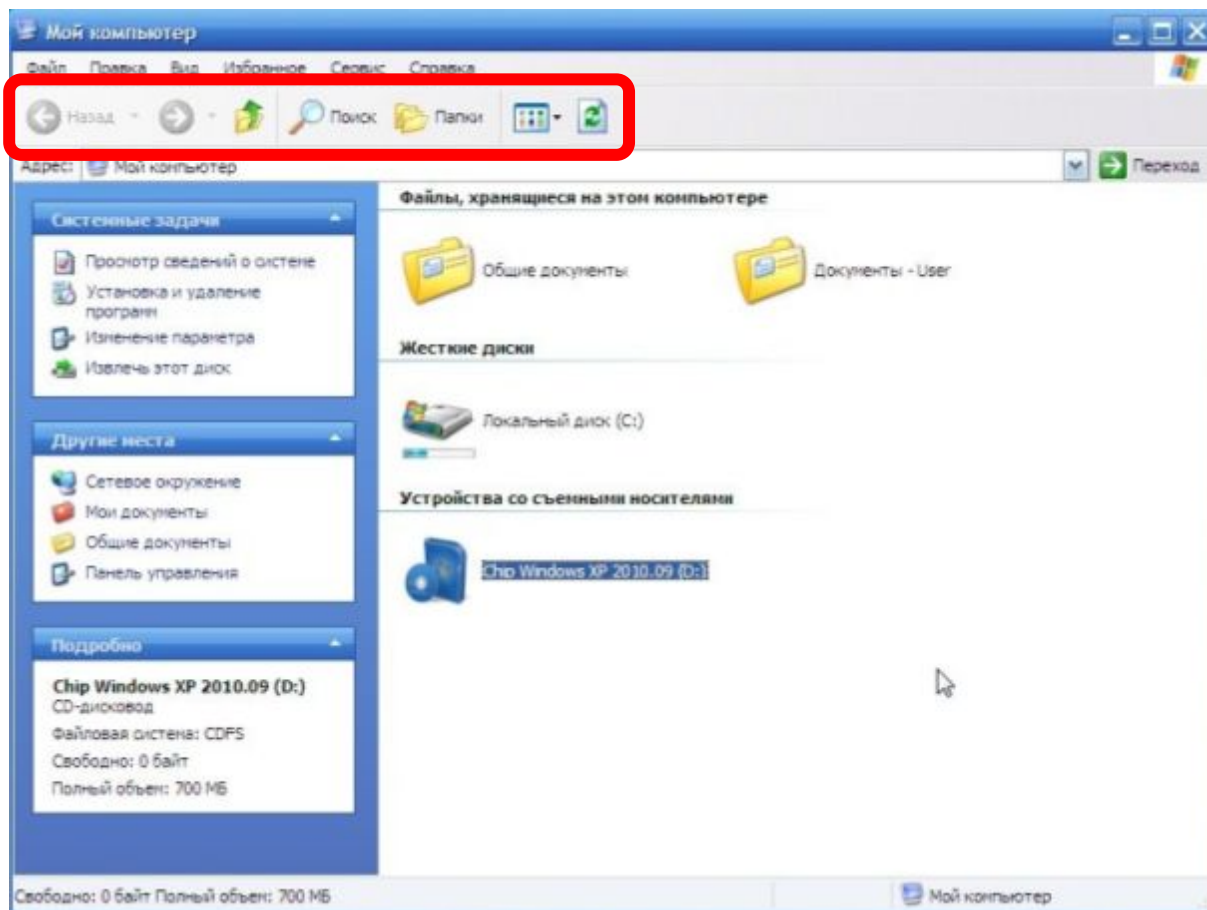 Мой компьютер
Файл Правка Вид Избранное Сервис Справка
Назад Поиск Папки
Адрес: Мой компьютер Переход
Системные задачи
Просмотр сведений о системе
Установка и удаление
программ
Изменение параметра
Извлечь этот диск
Другие места
Сетевое окружение
Мои документы
Общие документы
Панель управления
Подробно
Chip Windows XP 2010.09 (D:)
CD-дисковод
Файловая система: CDFS
Свободно: 0 байт
Полный объем: 700 МБ
Файлы, хранящиеся на этом компьютере
Общие документы
Документы - User
Жесткие диски
Локальный диск (C:)
Устройства со съемными носителями
Chip Windows XP 2010.09 (D:)
Свободно: 0 байт Полный объем: 700 МБ
Мой компьютер